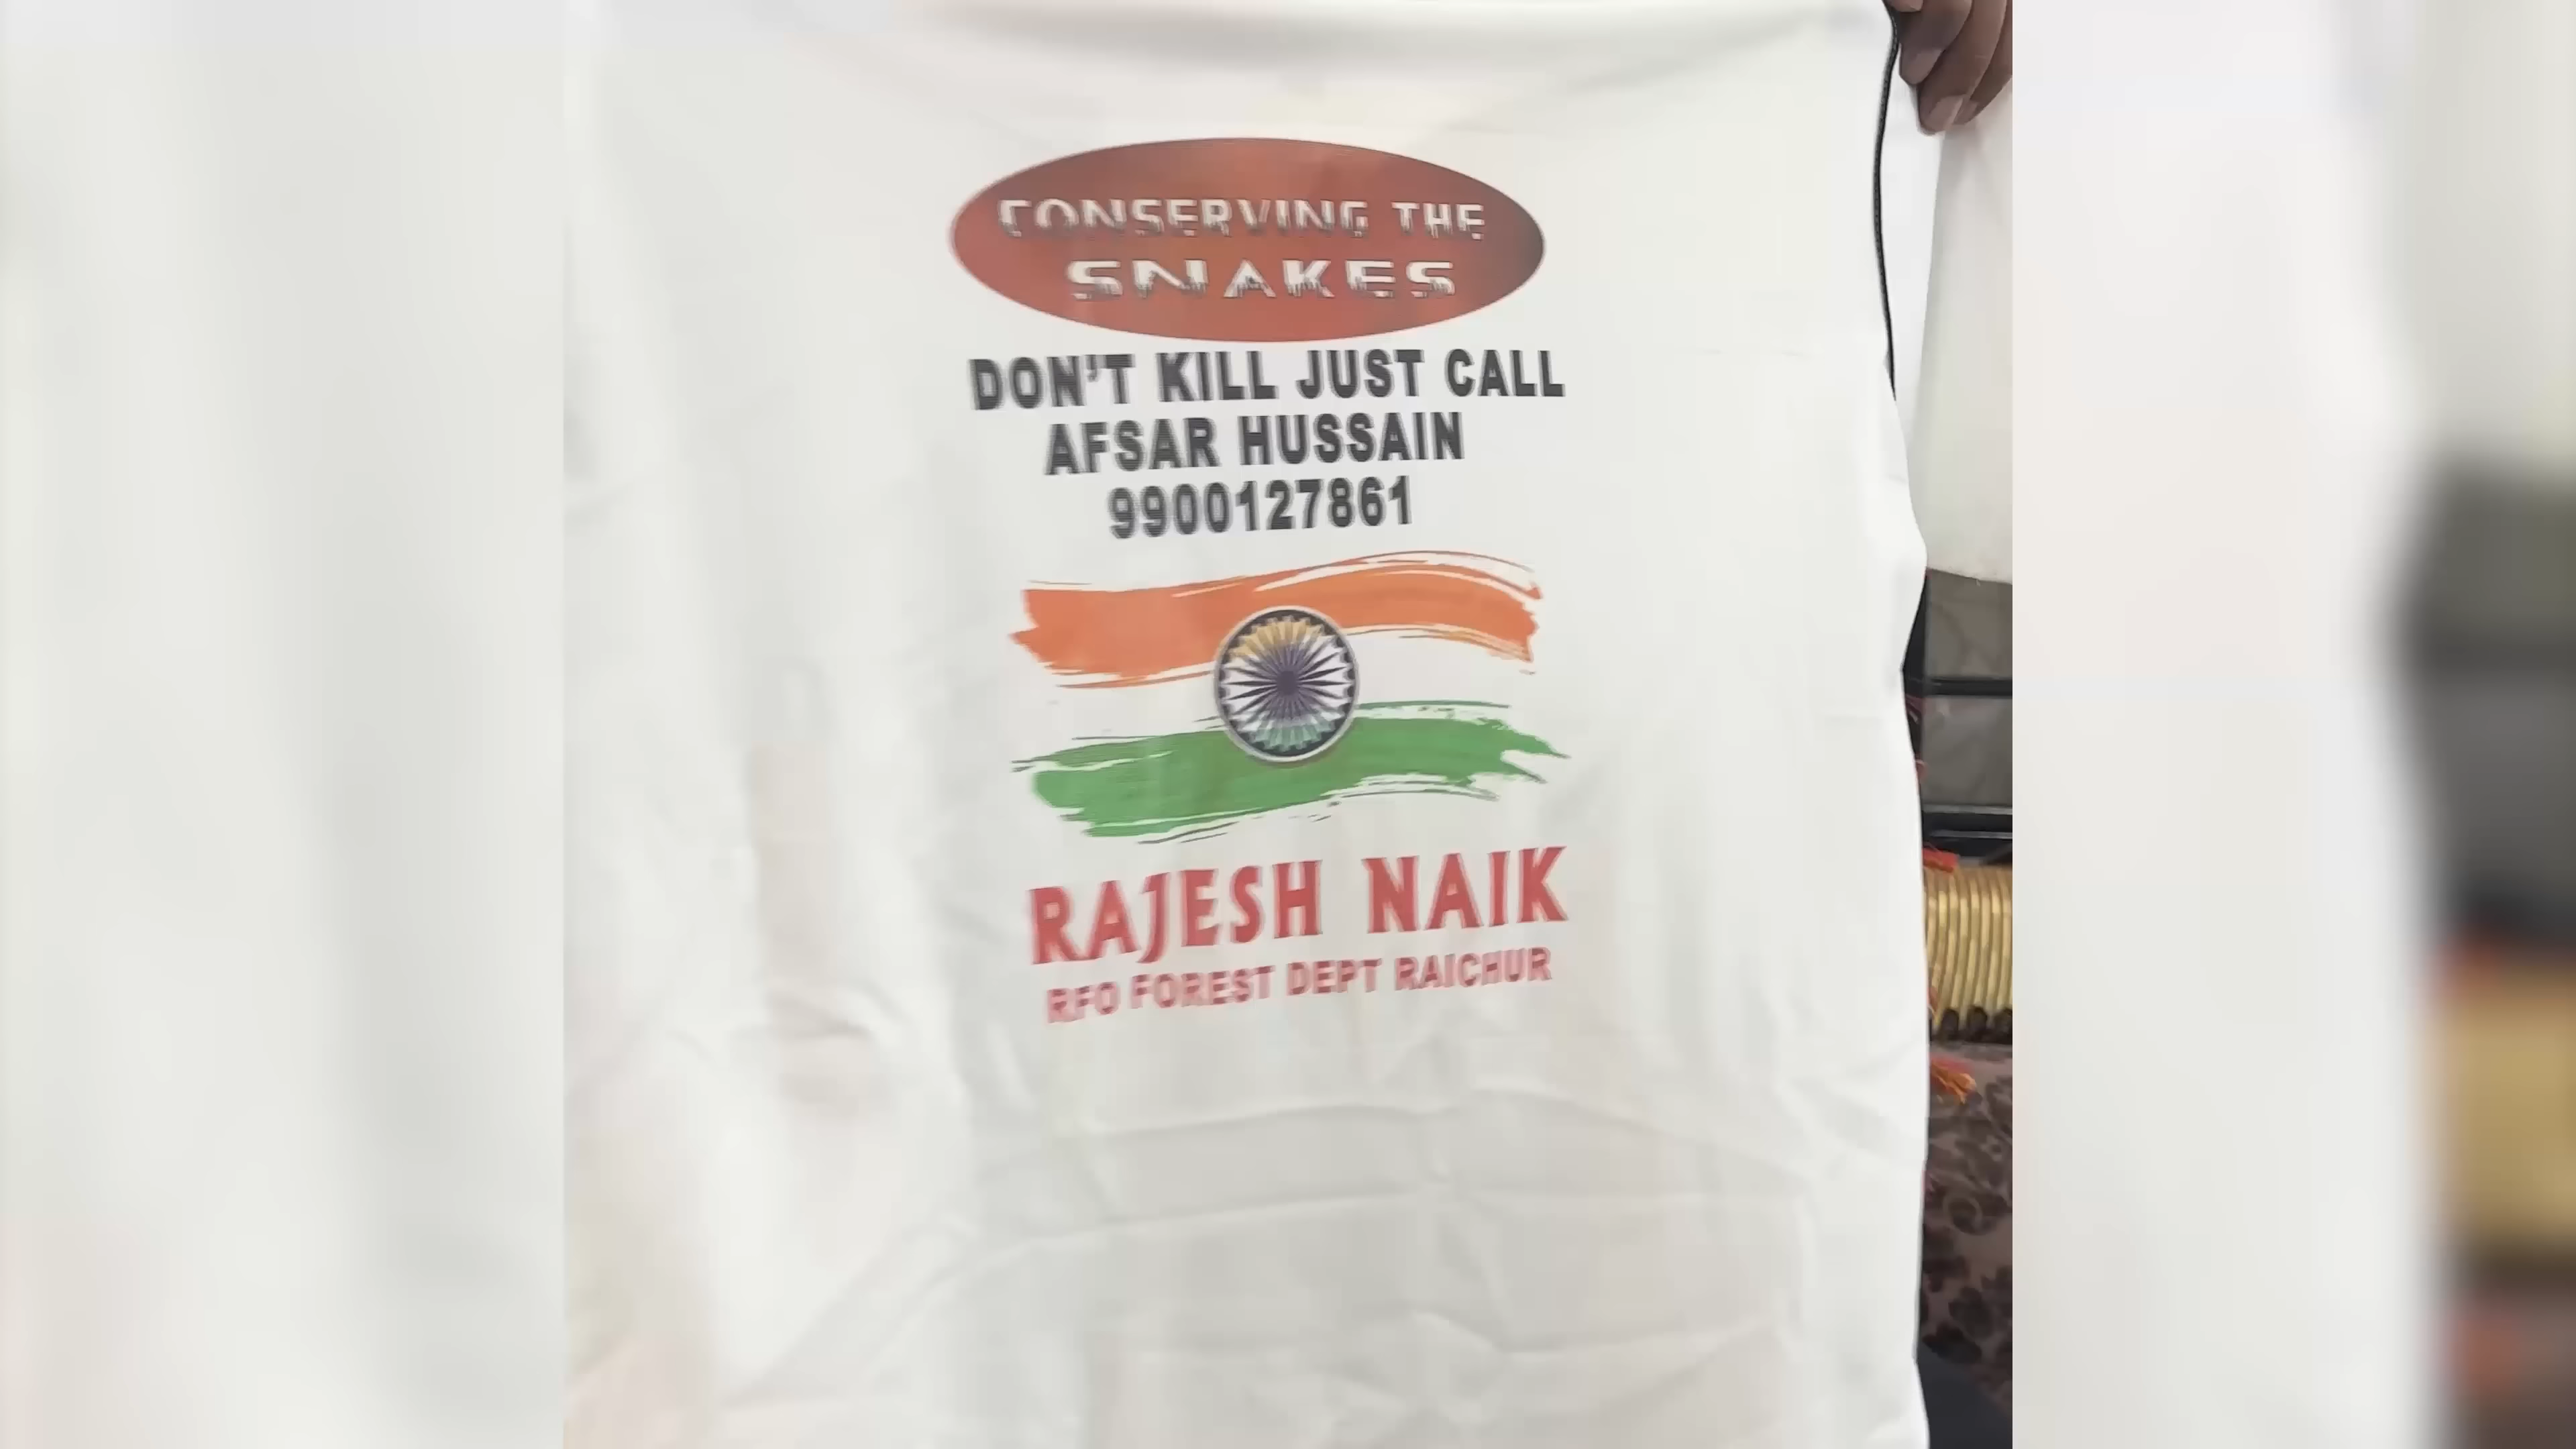 CONSERVING THE
SNAKES
DON'T KILL JUST CALL
AFSAR HUSSAIN
9900127861
RAJESH NAIK
RFO FOREST DEPT RAICHUR